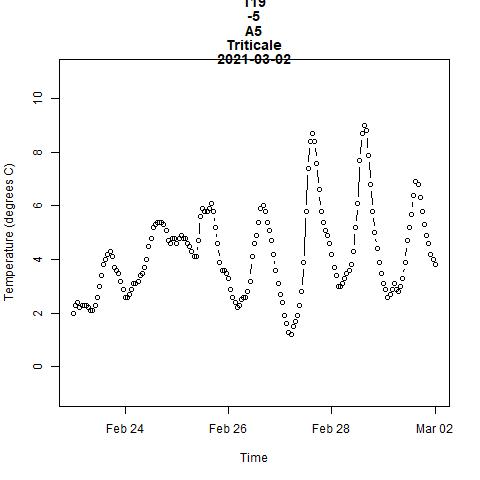 T19
-5
A5
Triticale
2021-03-02
Temperature (degrees C)
10
8
6
4
2
0
Feb 24
Feb 26
Feb 28
Mar 02
Time